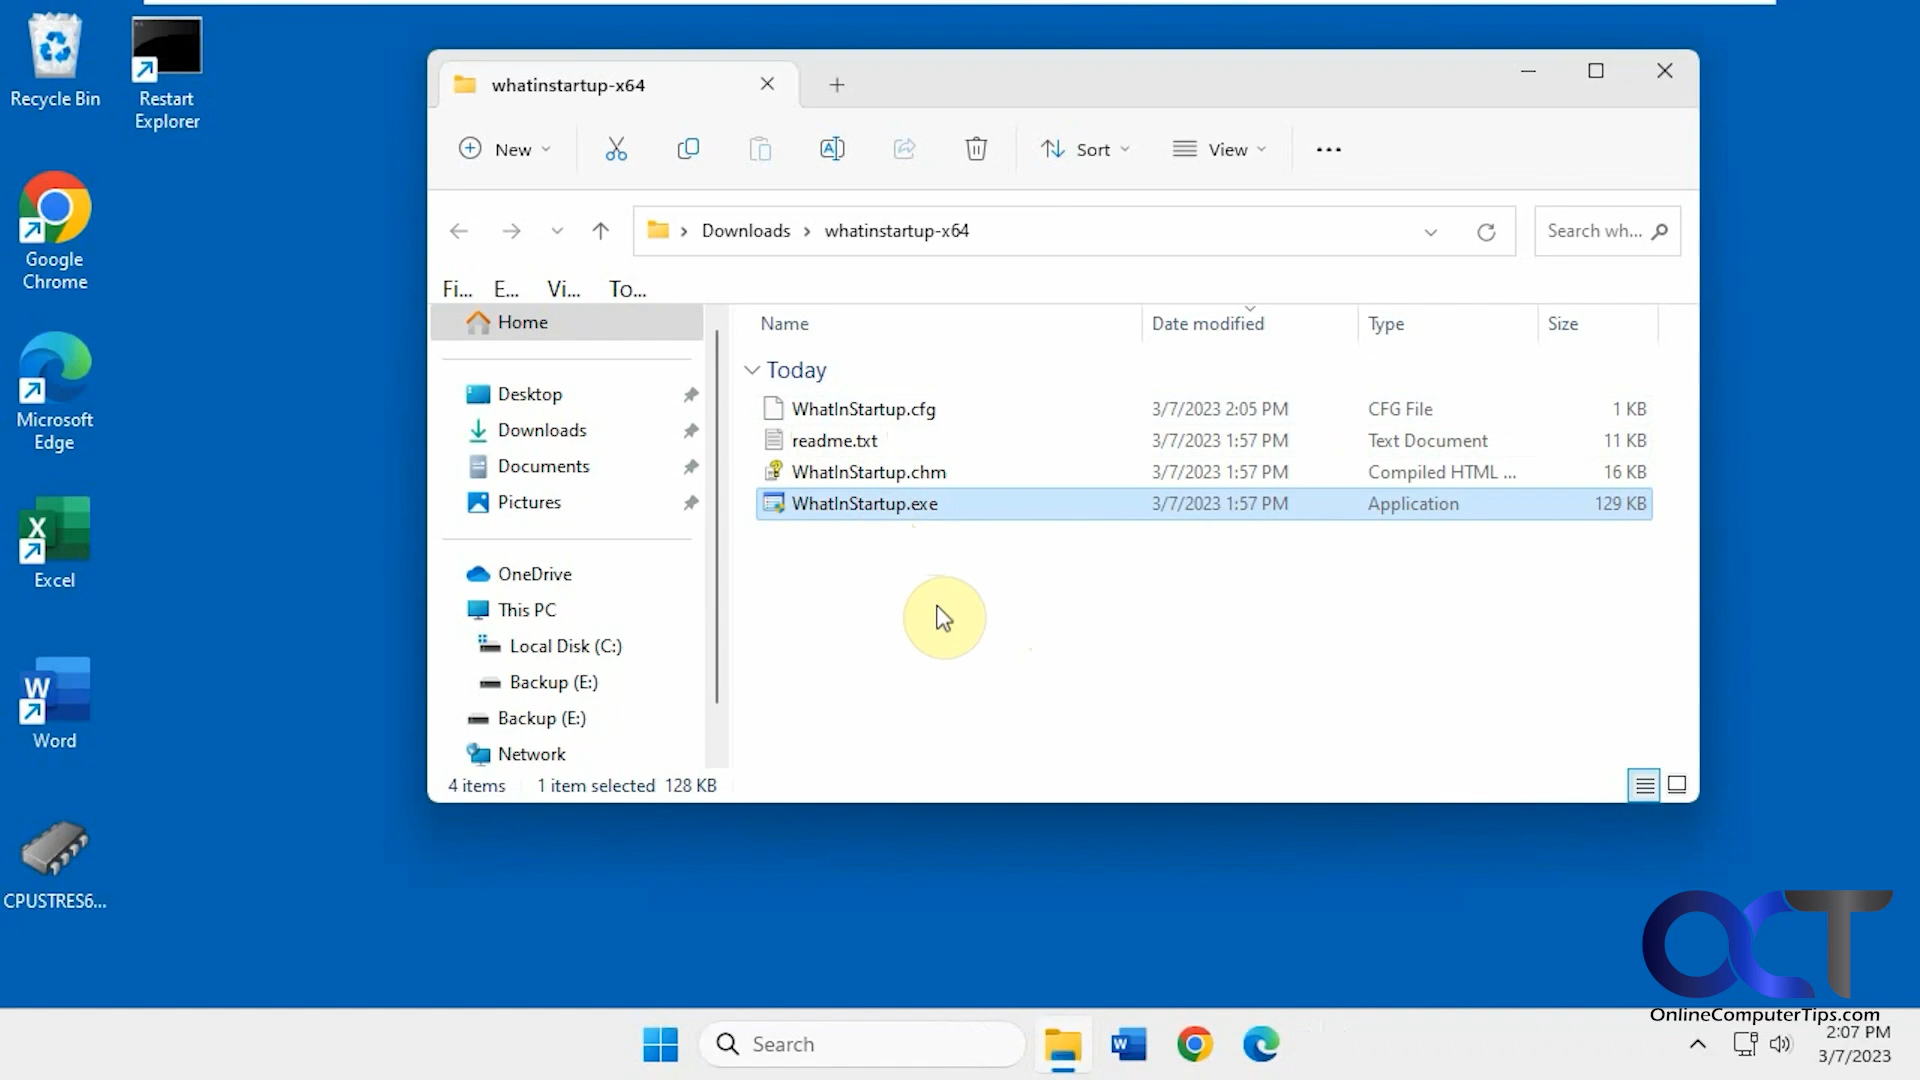 Recycle Bin
Restart
Explorer
Google
Chrome
Microsoft
Edge
Excel
Word
CPUSTRES6...
whatinstartup-x64
New
Sort
View
Downloads > whatinstartup-x64
Search wh...
Fi... E... Vi... To...
Home
Desktop
Downloads
Documents
Pictures
OneDrive
This PC
Local Disk (C:)
Backup (E:)
Backup (E:)
Network
Name Date modified Type Size
Today
WhatInStartup.cfg 3/7/2023 2:05 PM CFG File 1 KB
readme.txt 3/7/2023 1:57 PM Text Document 11 KB
WhatInStartup.chm 3/7/2023 1:57 PM Compiled HTML ... 16 KB
WhatInStartup.exe 3/7/2023 1:57 PM Application 129 KB
4 items 1 item selected 128 KB
OCT
OnlineComputerTips.com
Search
2:07 PM
3/7/2023